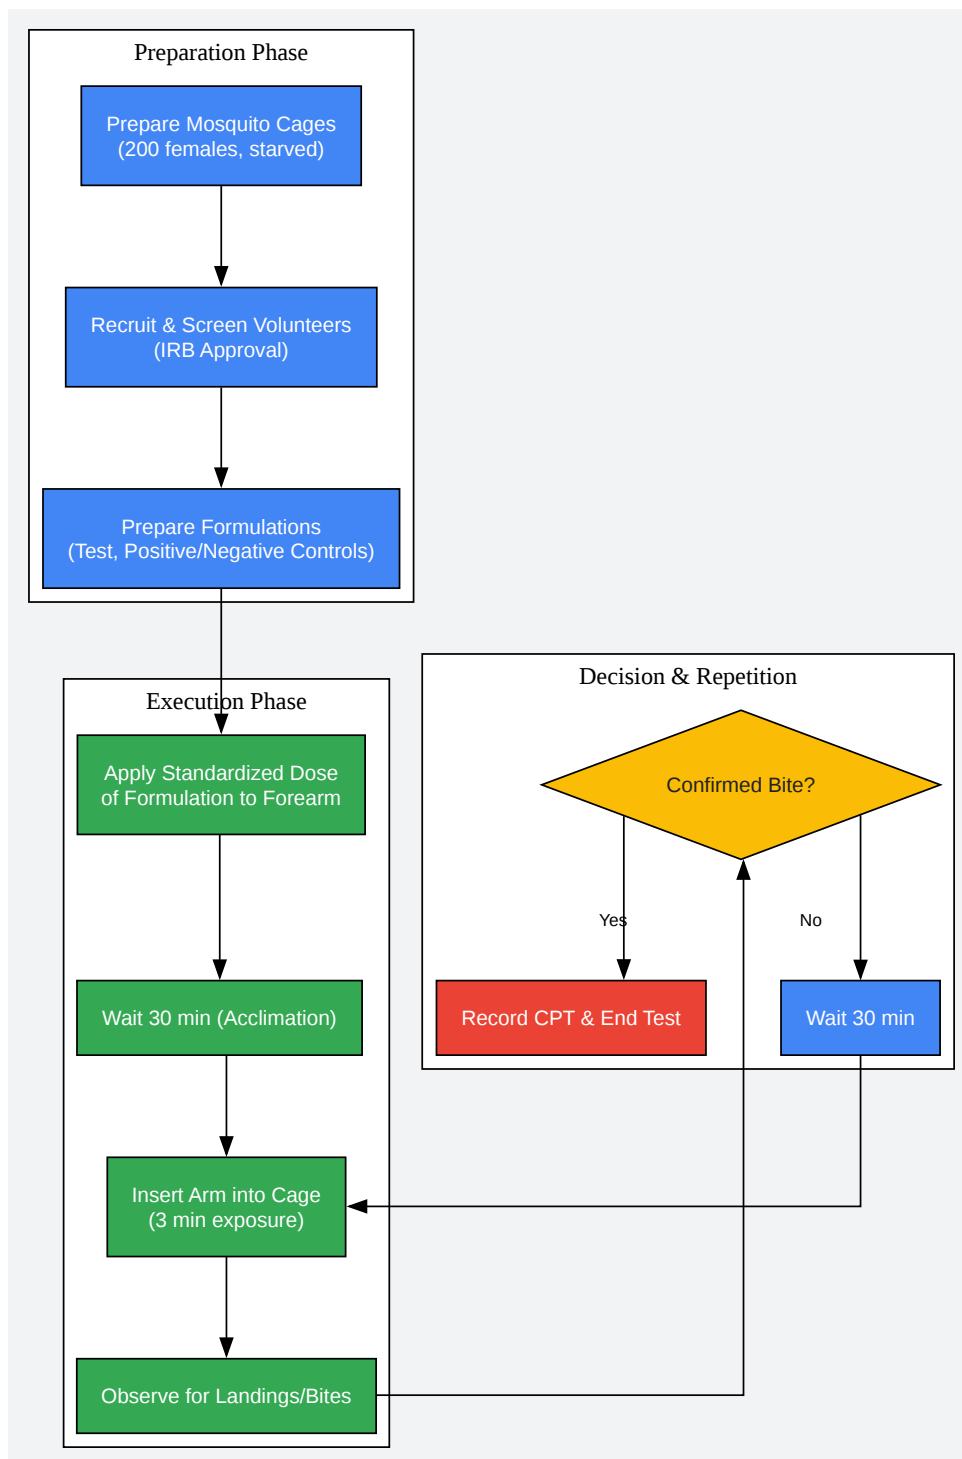 Preparation Phase
Prepare Mosquito Cages
(200 females, starved)
Recruit & Screen Volunteers
(IRB Approval)
Prepare Formulations
(Test, Positive/Negative Controls)
Execution Phase
Apply Standardized Dose
of Formulation to Forearm
Wait 30 min (Acclimation)
Insert Arm into Cage
(3 min exposure)
Observe for Landings/Bites
Decision & Repetition
Confirmed Bite?
Yes
No
Record CPT & End Test
Wait 30 min